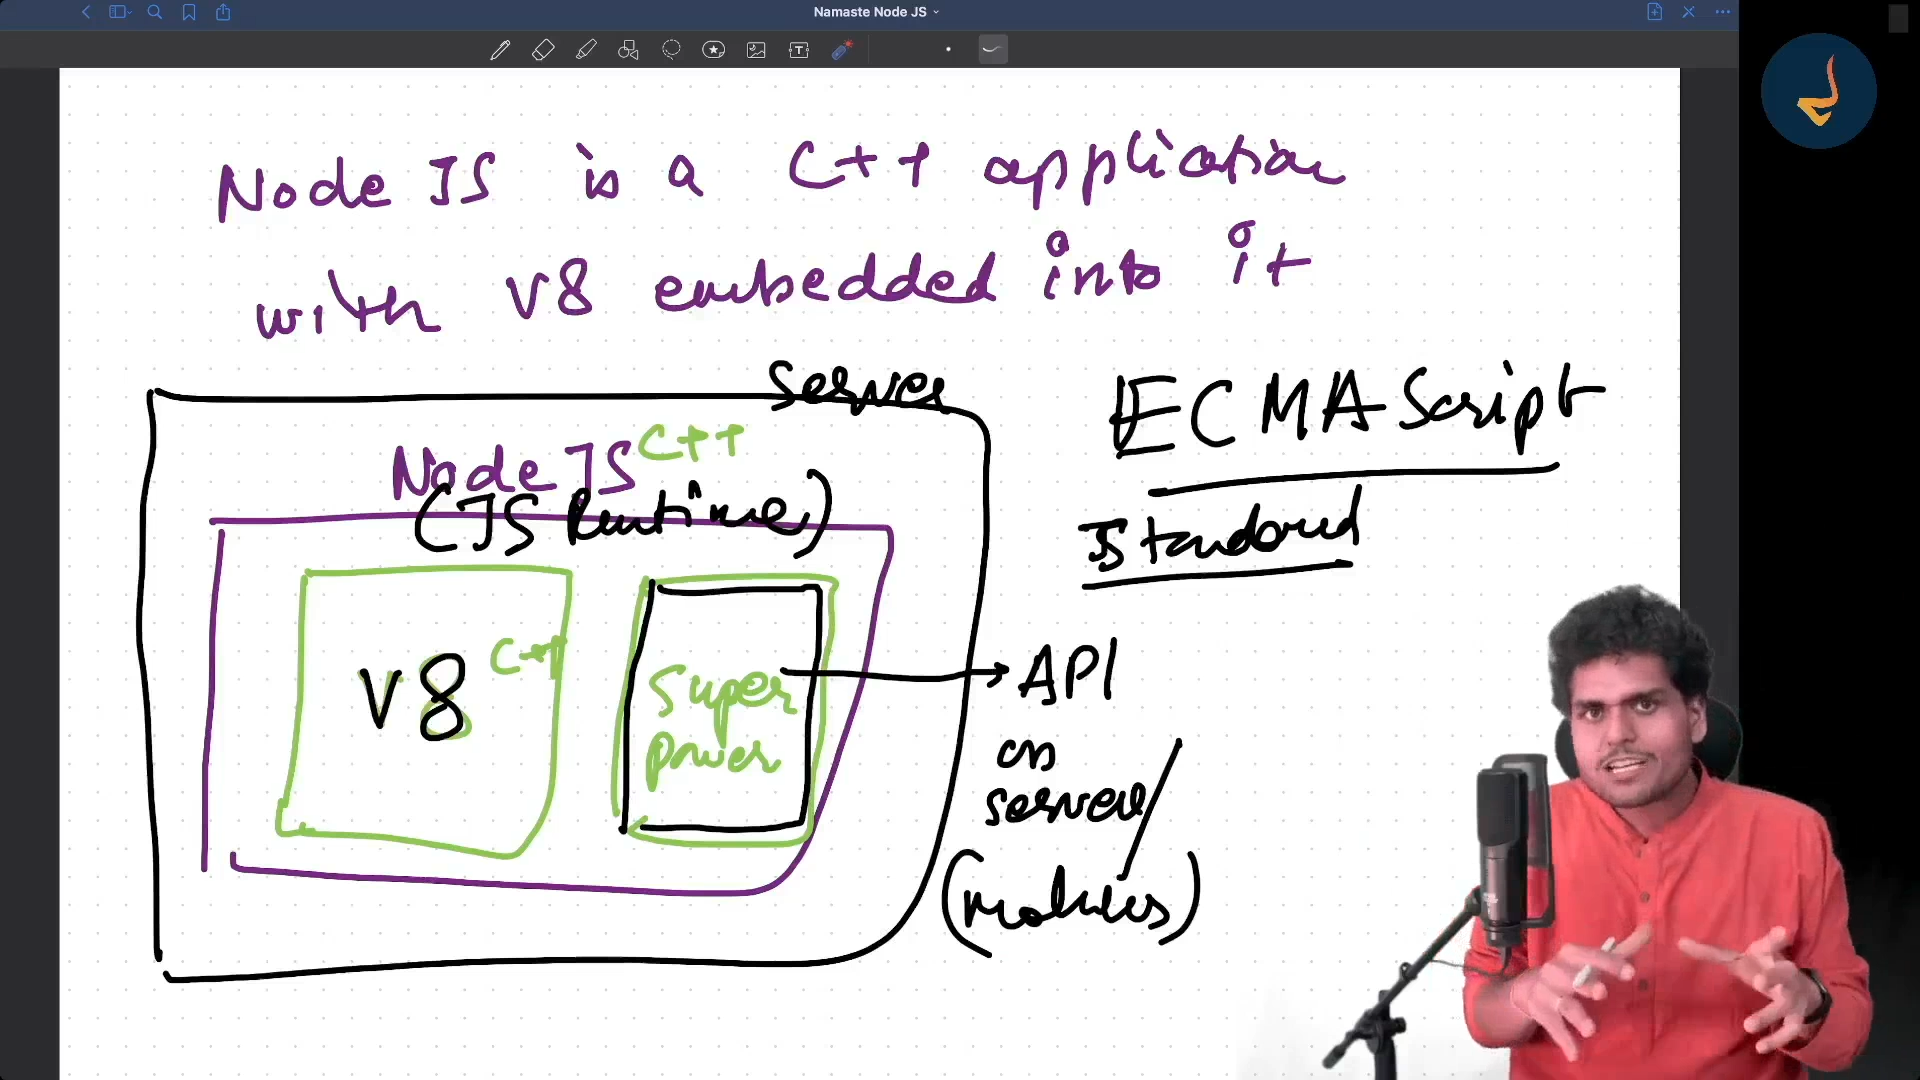 Namaste Node JS
Node JS is a C++ application
with V8 embedded into it
Server
Node JS C++
(JS Runtime)
V8 C++
Super
power
ECMAScript
Standard
API
on
server/
(modules)